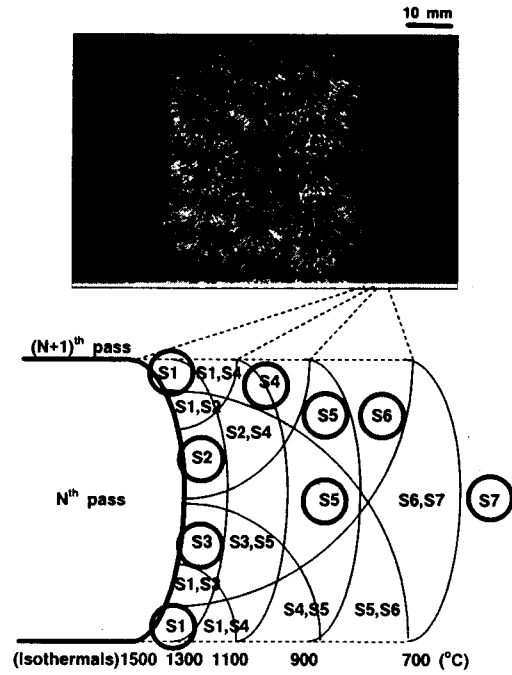 10 mm
(N+1)th pass
S1 S1,S4 S4
S1,S2 S5 S6
S2,S4
S2
Nth pass S5 S6,S7 S7
S3 S3,S5
S1,S3
S1 S1,S4 S4,S5 S5,S6
(Isothermals) 1500 1300 1100 900 700 (°C)